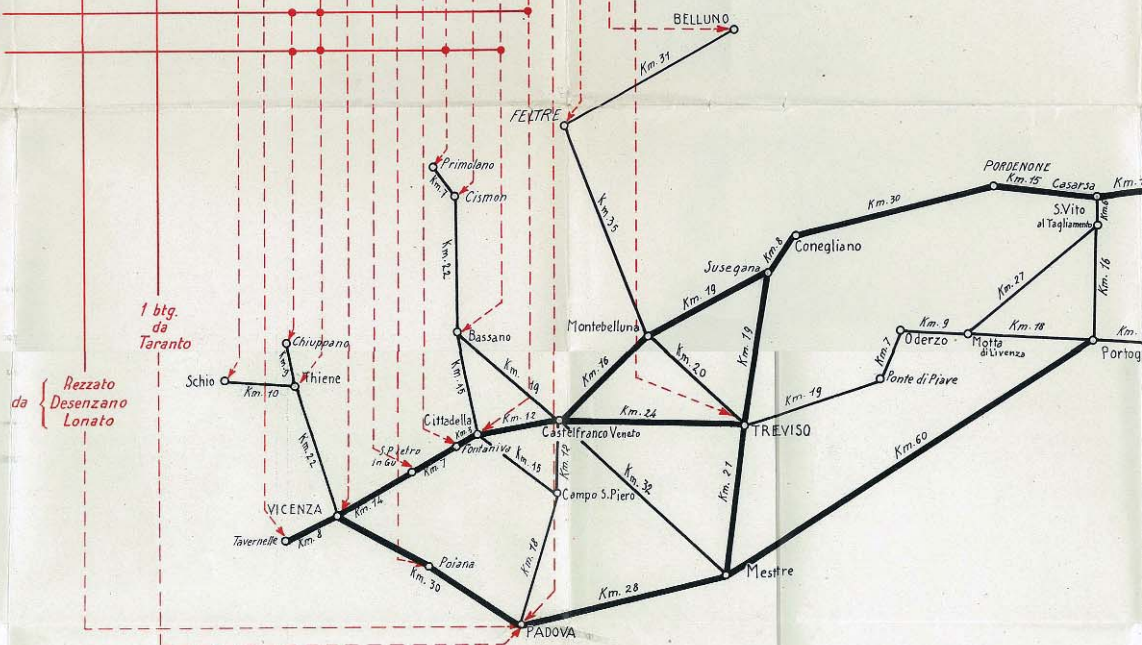 BELLUNO
Km. 31
FELTRE
Primolano
Km. 7
Cismon
Km. 35
Km. 22
PORDENONE
Km. 15
Casarsa
Km.
S. Vito
al Tagliamento
Km. 30
Conegliano
Km. 8
Susegana
Km. 27
Km. 16
Km. 19
1 btg.
da
Taranto
Montebelluna
Bassano
Km. 9
Oderzo
Motta
di Livenza
Km. 18
Km.
Portog
Chiuppano
Km. 19
Km. 20
Km. 7
Schio
Km. 10
Thiene
Km. 15
Km. 19
Km. 16
Ponte di Piave
da { Rezzato
Desenzano
Lonato
Km. 19
Cittadella
Km. 12
Km. 24
Castelfranco Veneto
TREVISO
Km. 22
S. Pietro
in Gù
Km. 7
Fontaniva
Km. 15
Km. 12
Km. 32
Km. 60
Km. 21
Campo S. Piero
VICENZA
Km. 14
Tavernelle
Km. 8
Km. 18
Poiana
Km. 30
Mesttre
Km. 28
PADOVA